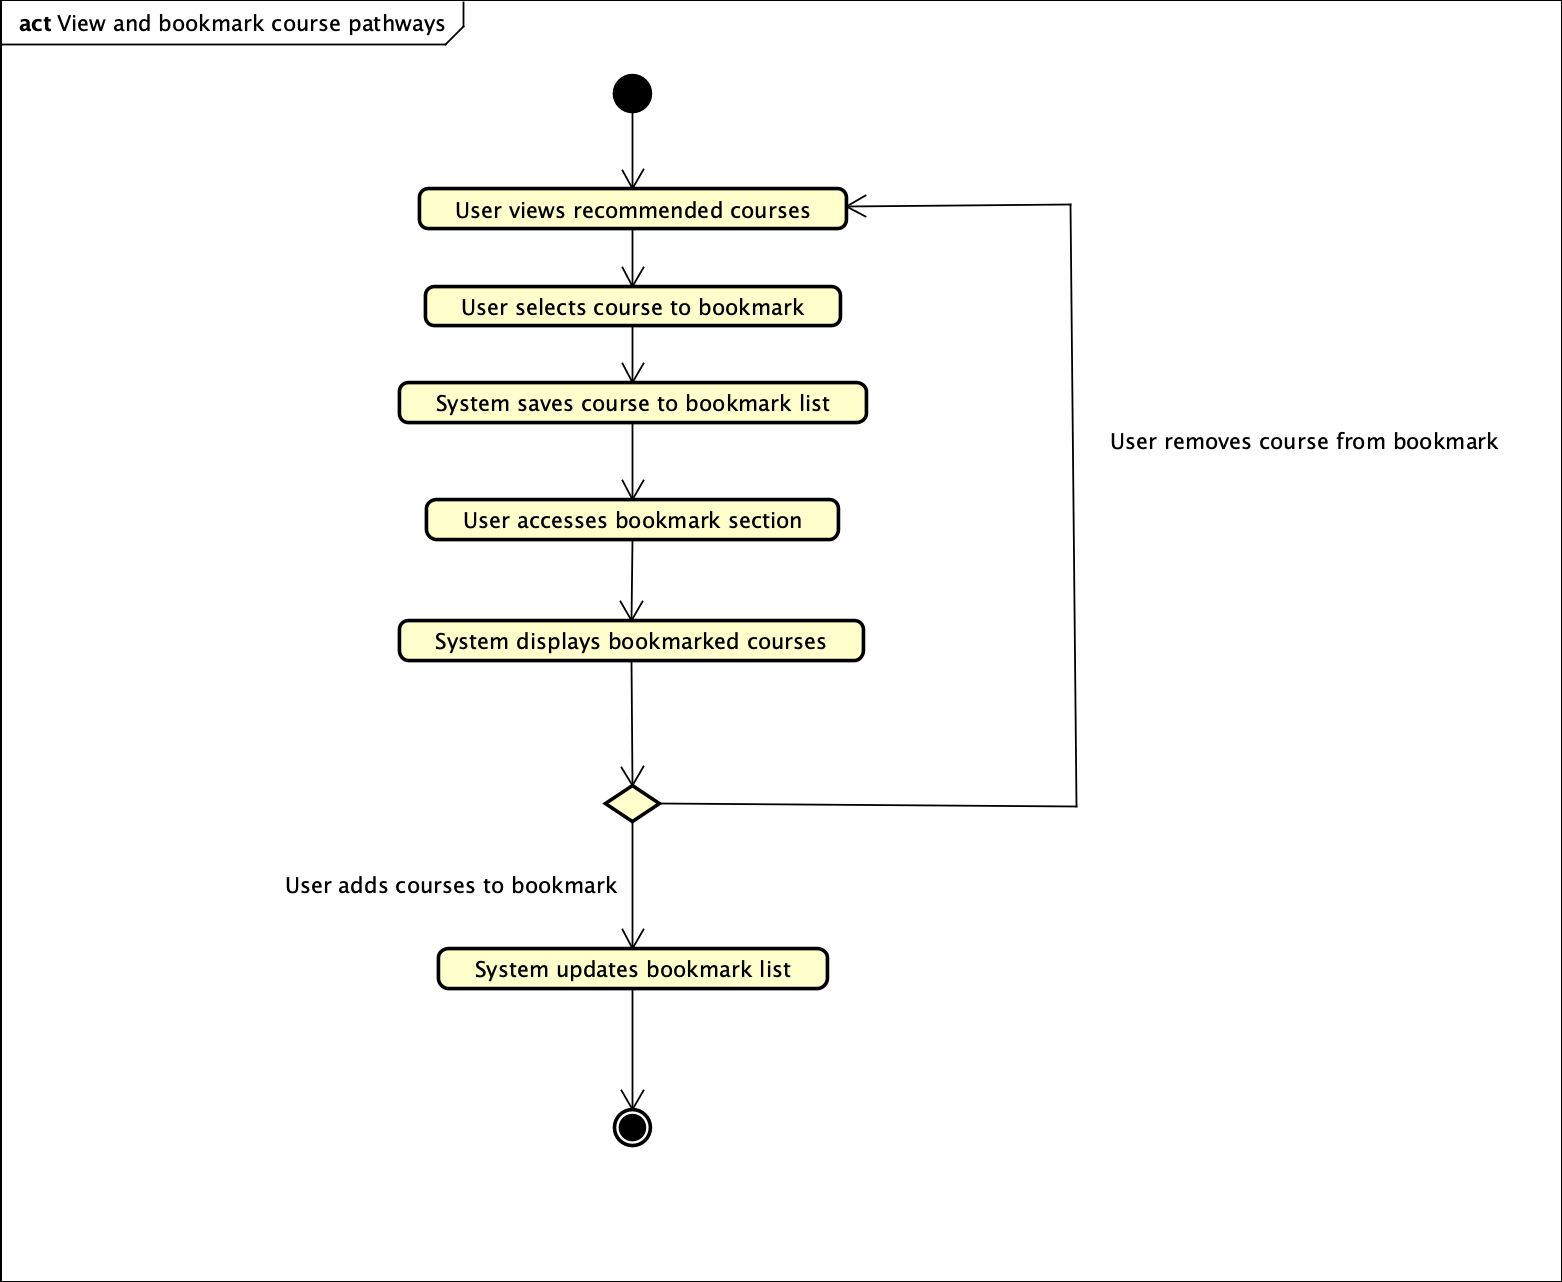 act View and bookmark course pathways
User views recommended courses
User selects course to bookmark
System saves course to bookmark list
User removes course from bookmark
User accesses bookmark section
System displays bookmarked courses
User adds courses to bookmark
System updates bookmark list